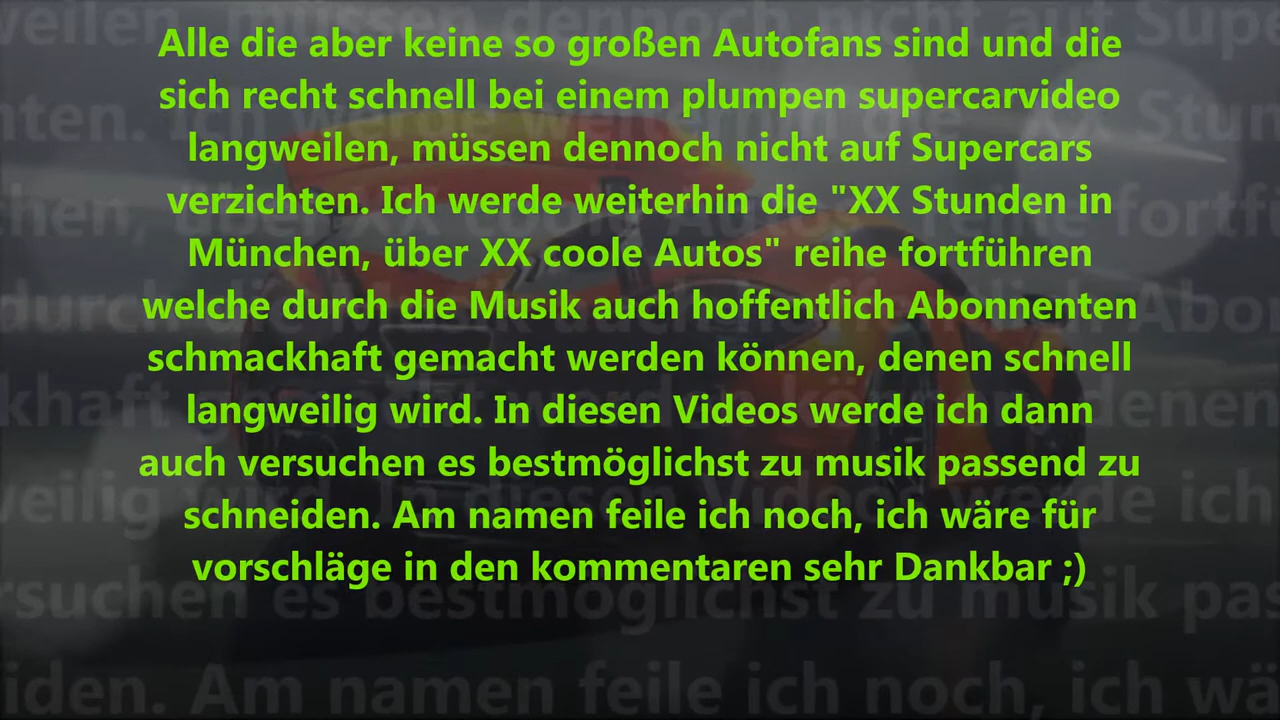 Alle die aber keine so großen Autofans sind und die
sich recht schnell bei einem plumpen supercarvideo
langweilen, müssen dennoch nicht auf Supercars
verzichten. Ich werde weiterhin die "XX Stunden in
München, über XX coole Autos" reihe fortführen
welche durch die Musik auch hoffentlich Abonnenten
schmackhaft gemacht werden können, denen schnell
langweilig wird. In diesen Videos werde ich dann
auch versuchen es bestmöglichst zu musik passend zu
schneiden. Am namen feile ich noch, ich wäre für
vorschläge in den kommentaren sehr Dankbar ;)